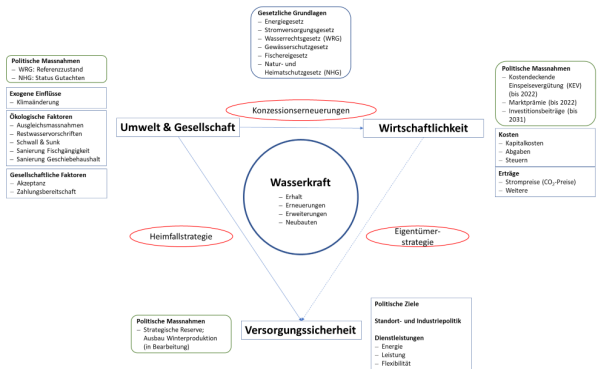 Gesetzliche Grundlagen
– Energiegesetz
– Stromversorgungsgesetz
– Wasserrechtsgesetz (WRG)
– Gewässerschutzgesetz
– Fischereigesetz
– Natur- und
Heimatschutzgesetz (NHG)
Politische Massnahmen
– WRG: Referenzzustand
– NHG: Status Gutachten
Exogene Einflüsse
– Klimaänderung
Ökologische Faktoren
– Ausgleichsmassnahmen
– Restwasservorschriften
– Schwall & Sunk
– Sanierung Fischgängigkeit
– Sanierung Geschiebehaushalt
Gesellschaftliche Faktoren
– Akzeptanz
– Zahlungsbereitschaft
Politische Massnahmen
– Kostendeckende
Einspeisevergütung (KEV)
(bis 2022)
– Marktprämie (bis 2022)
– Investitionsbeiträge (bis
2031)
Kosten
– Kapitalkosten
– Abgaben
– Steuern
Erträge
– Strompreise (CO₂-Preise)
– Weitere
Konzessionserneuerungen
Umwelt & Gesellschaft
Wirtschaftlichkeit
Wasserkraft
– Erhalt
– Erneuerungen
– Erweiterungen
– Neubauten
Heimfallstrategie
Eigentümer-
strategie
Politische Massnahmen
– Strategische Reserve;
Ausbau Winterproduktion
(in Bearbeitung)
Versorgungssicherheit
Politische Ziele
Standort- und Industriepolitik
Dienstleistungen
– Energie
– Leistung
– Flexibilität